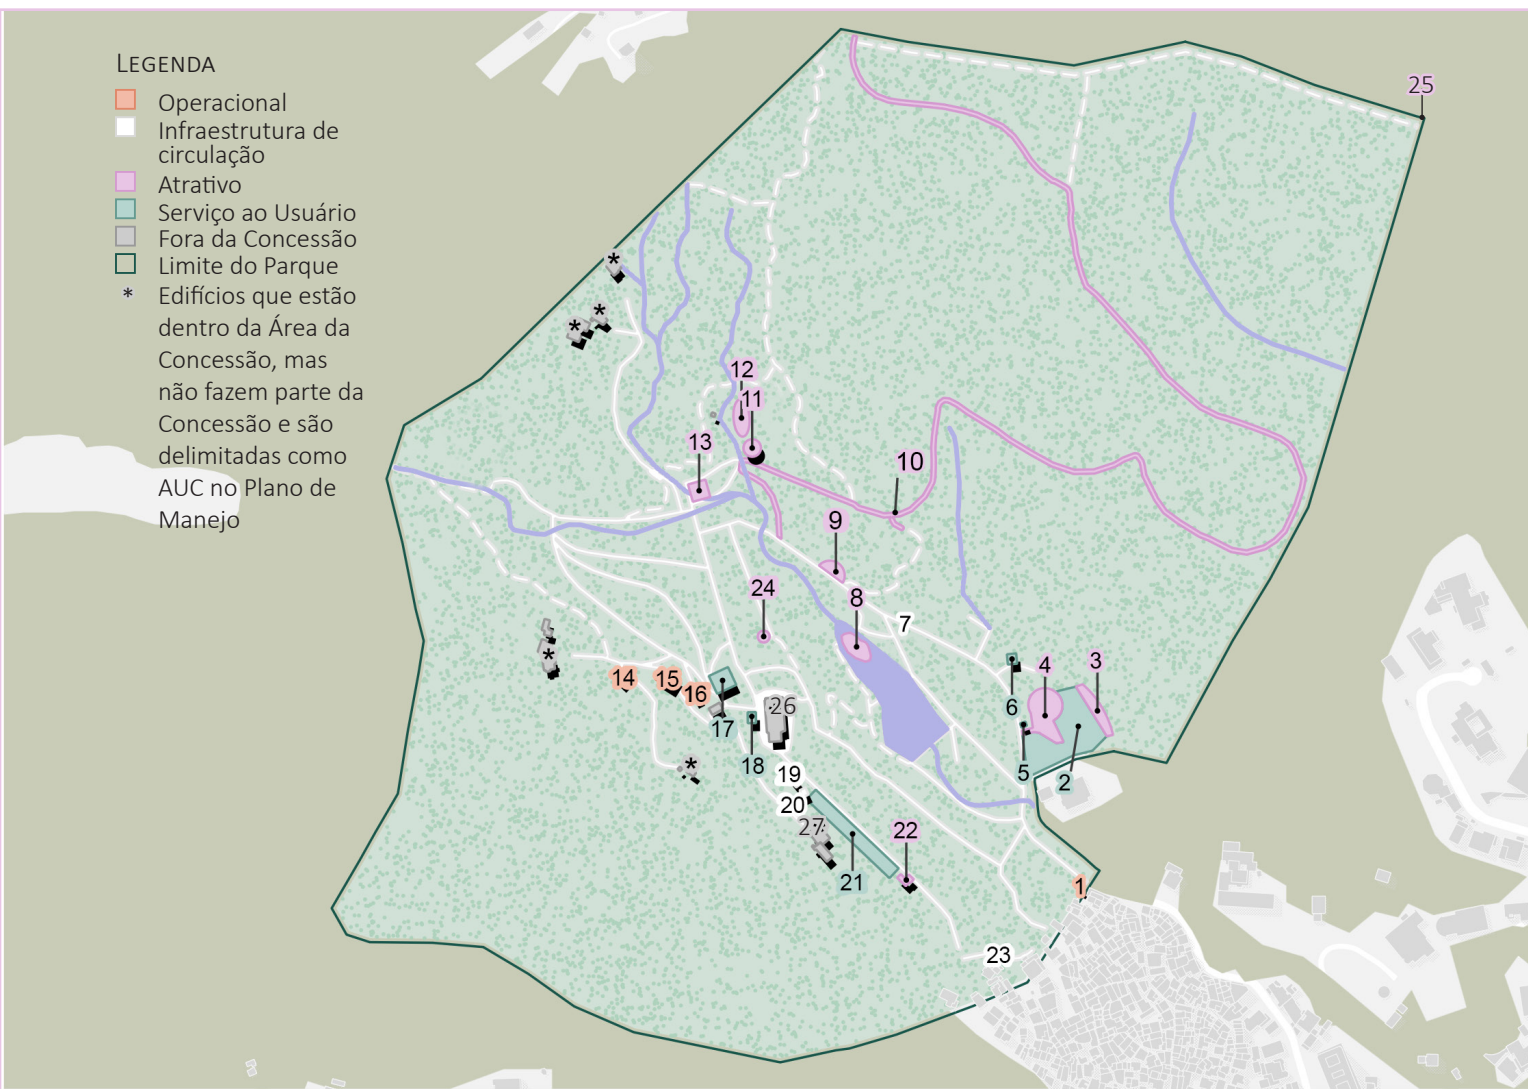 LEGENDA
Operacional
Infraestrutura de
circulação
Atrativo
Serviço ao Usuário
Fora da Concessão
Limite do Parque
* Edifícios que estão
dentro da Área da
Concessão, mas
não fazem parte da
Concessão e são
delimitadas como
AUC no Plano de
Manejo
25
*
*
*
12
11
13
10
9
24
8
7
*
14
15
16
17
18
26
4
3
6
5
2
*
19
20
27
21
22
1
23